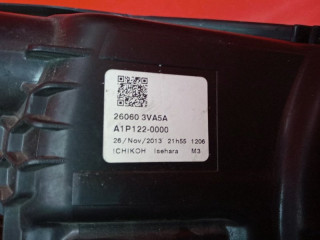 26060 3VA5A
A1P122-0000
26/Nov/2013 21h55 1206
ICHIKOH Isehara M3